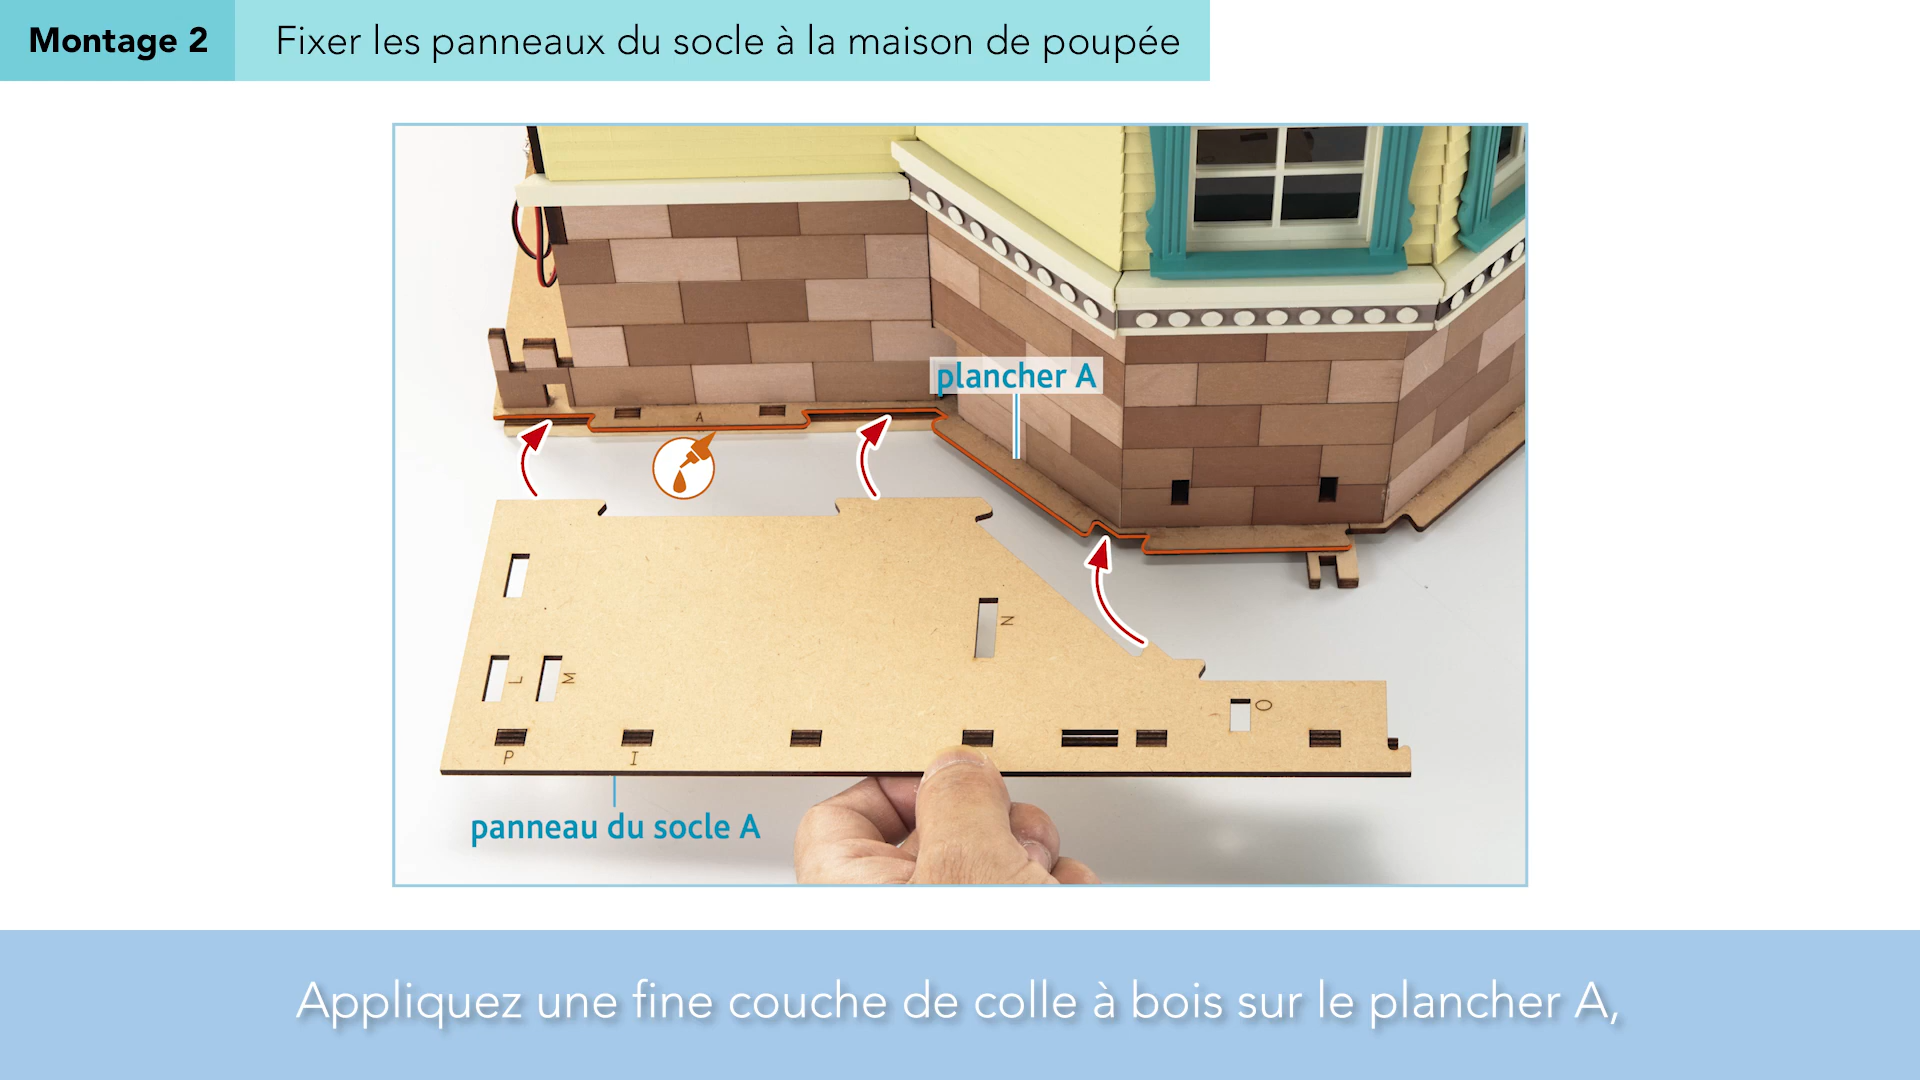 Montage 2
Fixer les panneaux du socle à la maison de poupée
plancher A
A
N
L
M
O
P
I
panneau du socle A
Appliquez une fine couche de colle à bois sur le plancher A,